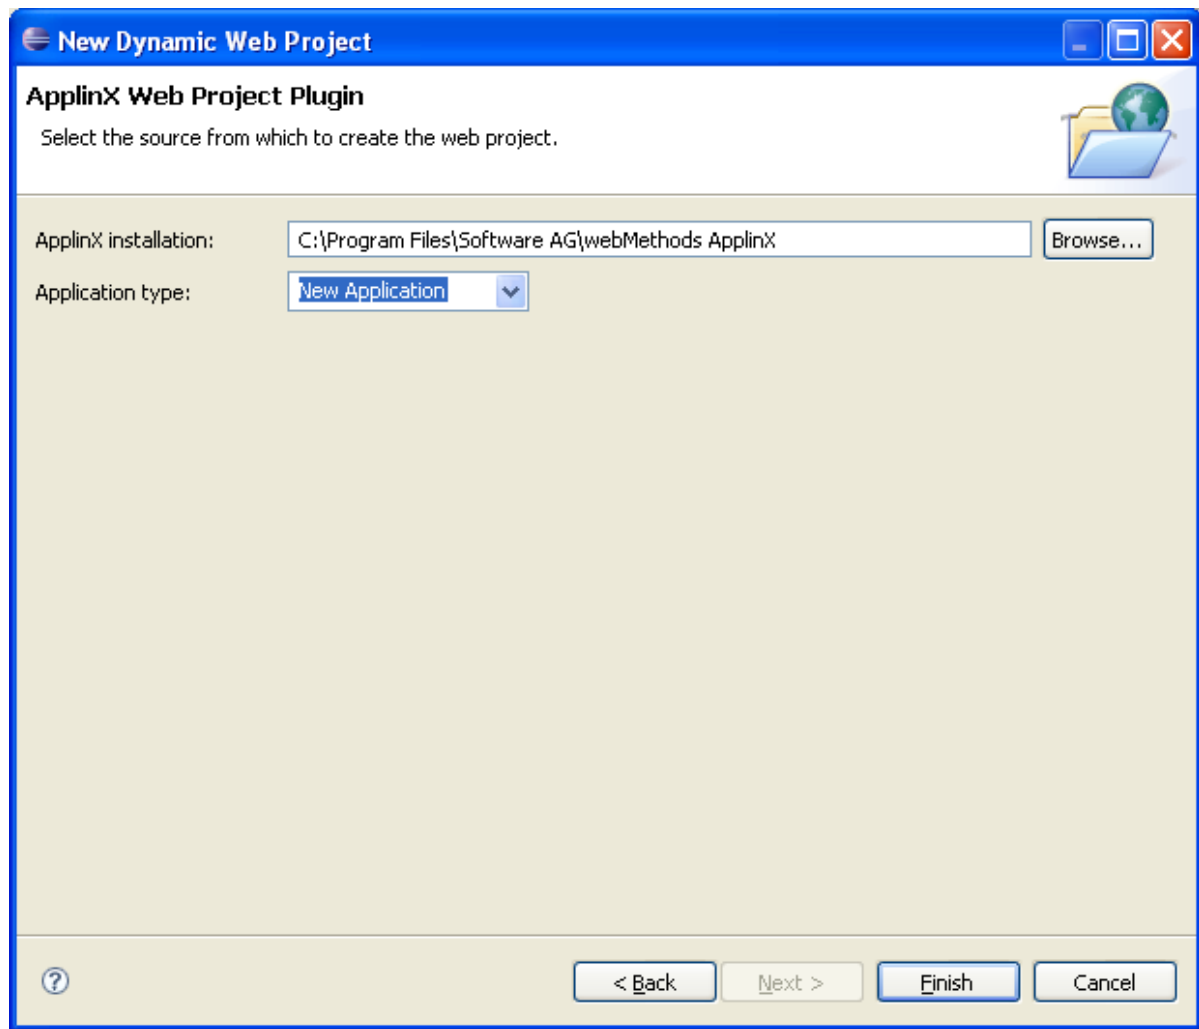 New Dynamic Web Project
ApplinX Web Project Plugin
Select the source from which to create the web project.
ApplinX installation: C:\Program Files\Software AG\webMethods ApplinX Browse...
Application type: New Application
? < Back Next > Finish Cancel